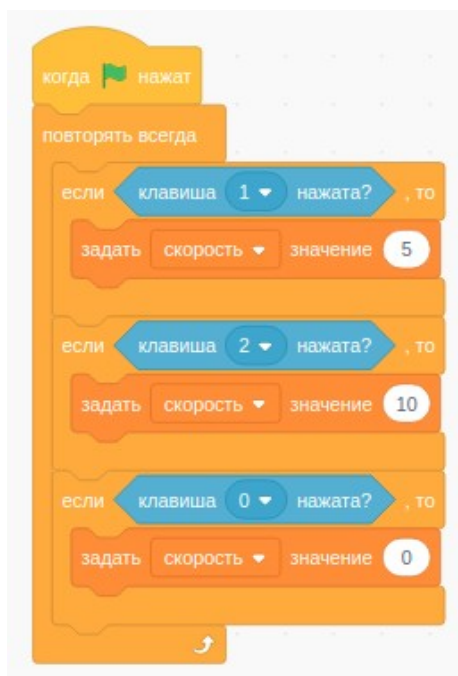 когда нажат
повторять всегда
если клавиша 1 нажата? , то
задать скорость значение 5
если клавиша 2 нажата? , то
задать скорость значение 10
если клавиша 0 нажата? , то
задать скорость значение 0